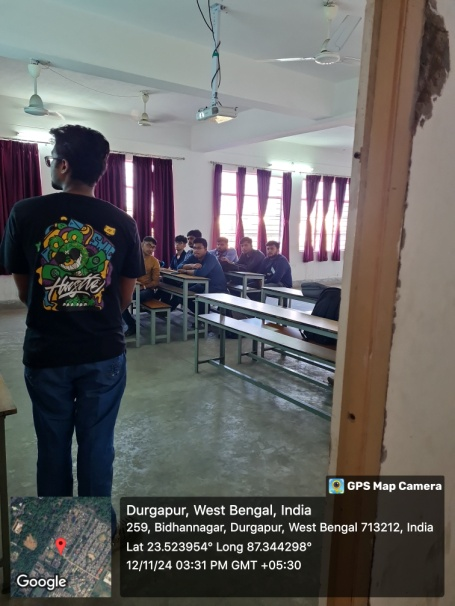 Hustle
GPS Map Camera
Durgapur, West Bengal, India
259, Bidhannagar, Durgapur, West Bengal 713212, India
Lat 23.523954° Long 87.344298°
12/11/24 03:31 PM GMT +05:30
Google